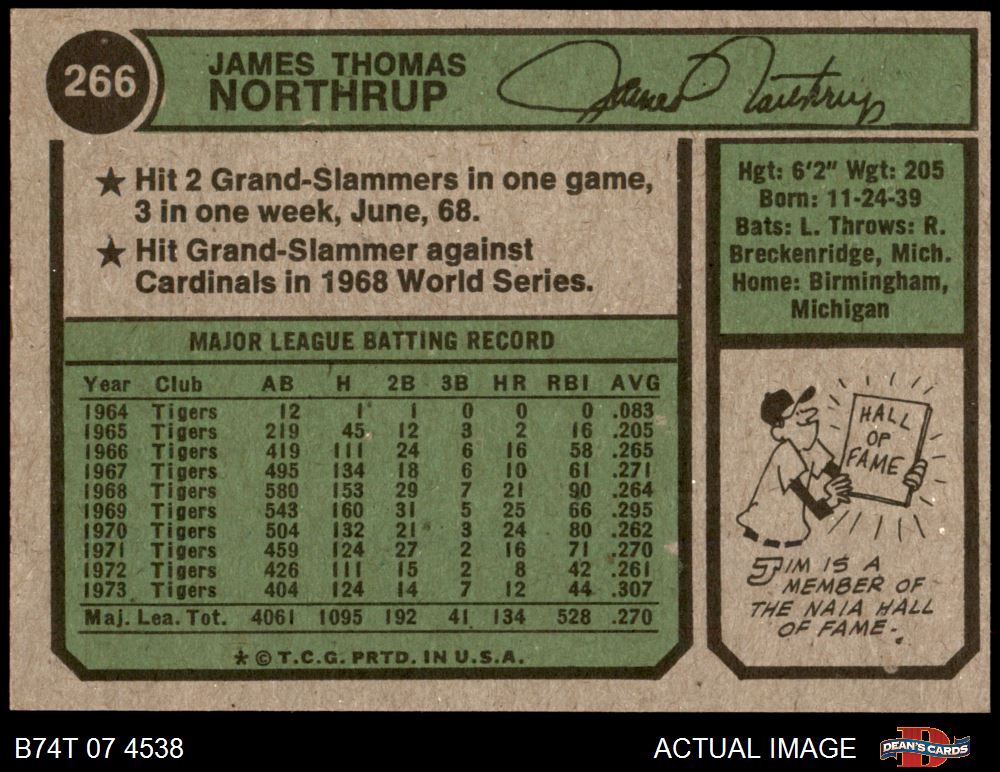 266
JAMES THOMAS
NORTHRUP
James Northrup
★ Hit 2 Grand-Slammers in one game,
3 in one week, June, 68.
★ Hit Grand-Slammer against
Cardinals in 1968 World Series.
Hgt: 6'2" Wgt: 205
Born: 11-24-39
Bats: L. Throws: R.
Breckenridge, Mich.
Home: Birmingham,
Michigan
MAJOR LEAGUE BATTING RECORD
Year Club AB H 2B 3B HR RBI AVG
1964 Tigers 12 1 1 0 0 0 .083
1965 Tigers 219 45 12 3 2 16 .205
1966 Tigers 419 111 24 6 16 58 .265
1967 Tigers 495 134 18 6 10 61 .271
1968 Tigers 580 153 29 7 21 90 .264
1969 Tigers 543 160 31 5 25 66 .295
1970 Tigers 504 132 21 3 24 80 .262
1971 Tigers 459 124 27 2 16 71 .270
1972 Tigers 426 111 15 2 8 42 .261
1973 Tigers 404 124 14 7 12 44 .307
Maj. Lea. Tot. 4061 1095 192 41 134 528 .270
★ © T.C.G. PRTD. IN U.S.A.
HALL
OF
FAME
JIM IS A
MEMBER OF
THE NAIA HALL
OF FAME.
B74T 07 4538
ACTUAL IMAGE
D
DEAN'S CARDS